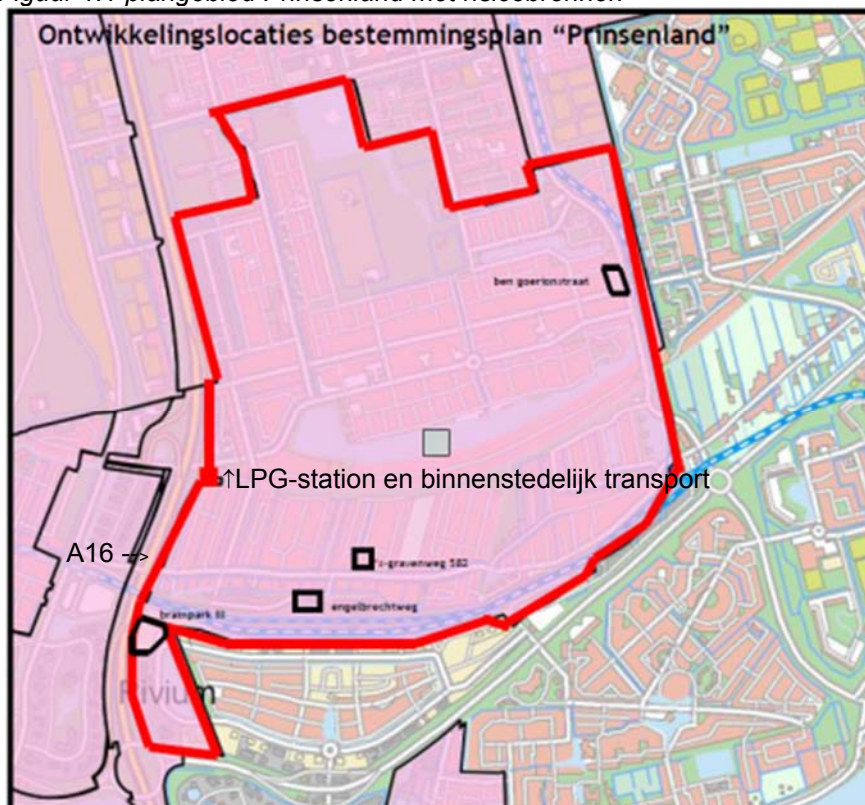 Ontwikkelingslocaties bestemmingsplan "Prinsenland"
ben goerionstraat
↑LPG-station en binnenstedelijk transport
A16 -->
's-gravenweg 582
engelbrechtweg
brainpark III
Rivium